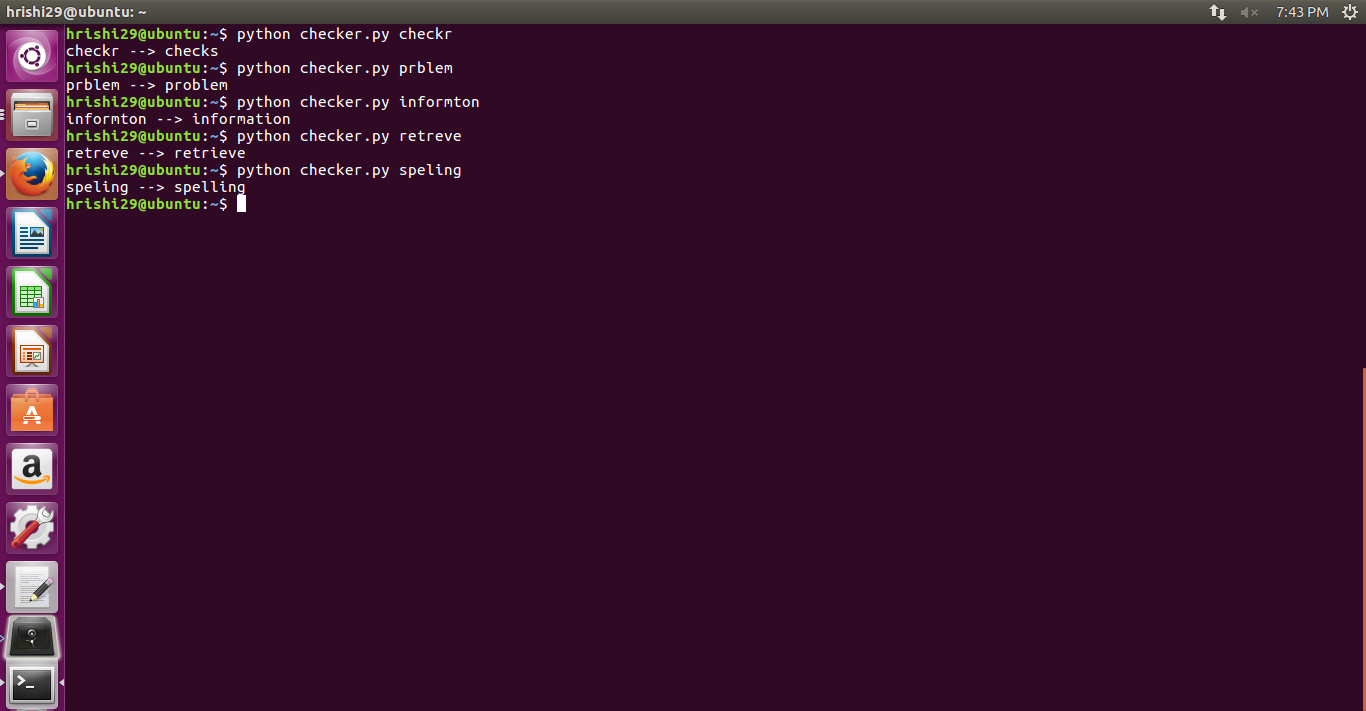 hrishi29@ubuntu: ~
7:43 PM
hrishi29@ubuntu:~$ python checker.py checkr
checkr --> checks
hrishi29@ubuntu:~$ python checker.py prblem
prblem --> problem
hrishi29@ubuntu:~$ python checker.py informton
informton --> information
hrishi29@ubuntu:~$ python checker.py retreve
retreve --> retrieve
hrishi29@ubuntu:~$ python checker.py speling
speling --> spelling
hrishi29@ubuntu:~$
A
a
>_